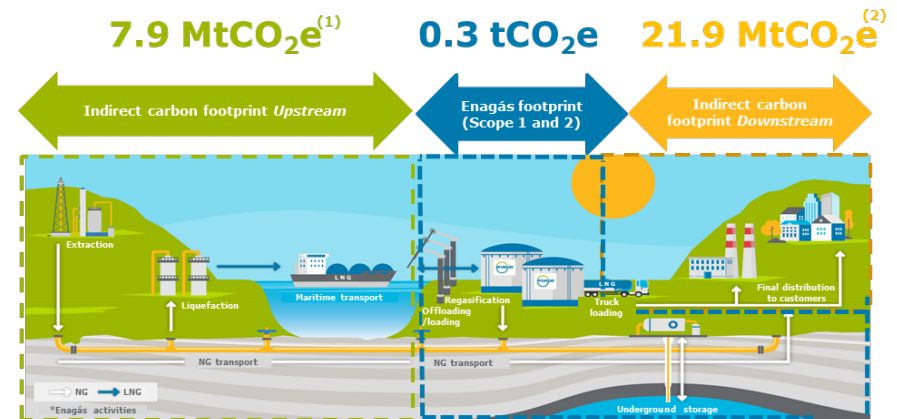 7.9 MtCO₂e(1)
0.3 tCO₂e
21.9 MtCO₂e(2)
Indirect carbon footprint Upstream
Enagás footprint
(Scope 1 and 2)
Indirect carbon
footprint Downstream
Extraction
Liquefaction
LNG
Maritime transport
Regasification
Offloading
/loading
LNG
Truck
loading
Final distribution
to customers
NG transport
NG transport
NG
LNG
*Enagás activities
Underground storage